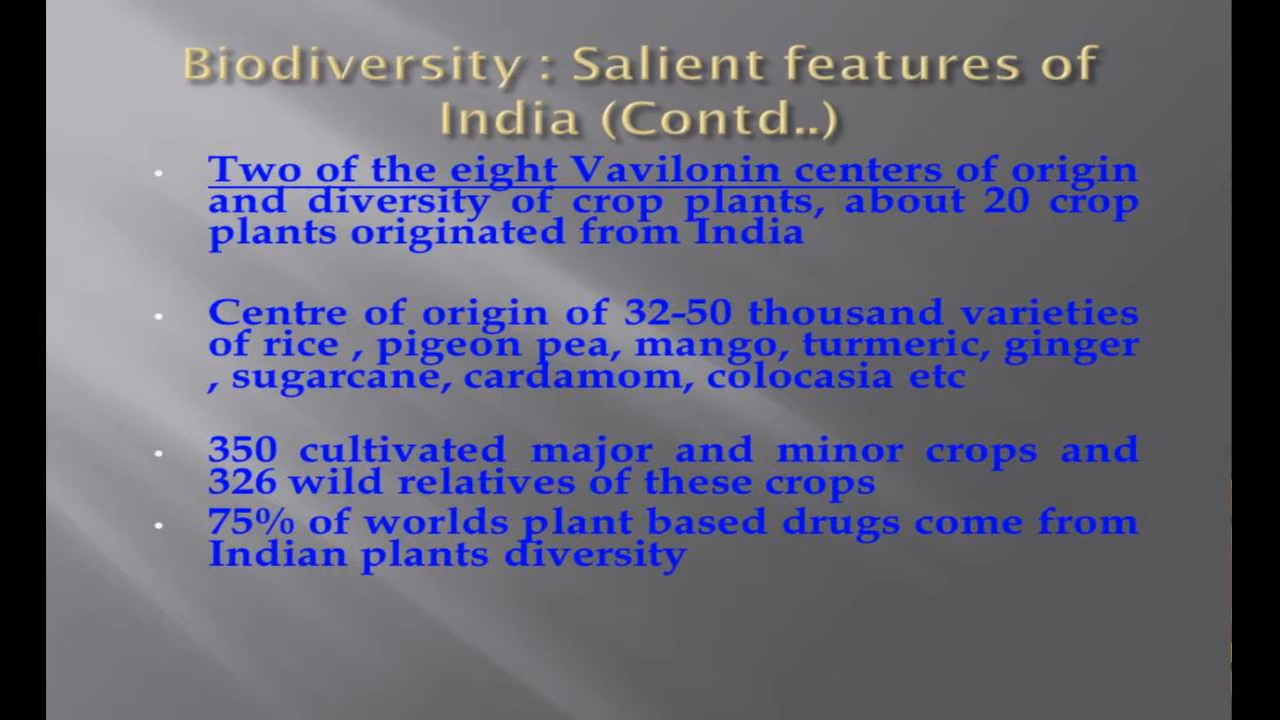 Biodiversity : Salient features of
India (Contd..)
• Two of the eight Vavilonin centers of origin
and diversity of crop plants, about 20 crop
plants originated from India
• Centre of origin of 32-50 thousand varieties
of rice , pigeon pea, mango, turmeric, ginger
, sugarcane, cardamom, colocasia etc
• 350 cultivated major and minor crops and
326 wild relatives of these crops
• 75% of worlds plant based drugs come from
Indian plants diversity